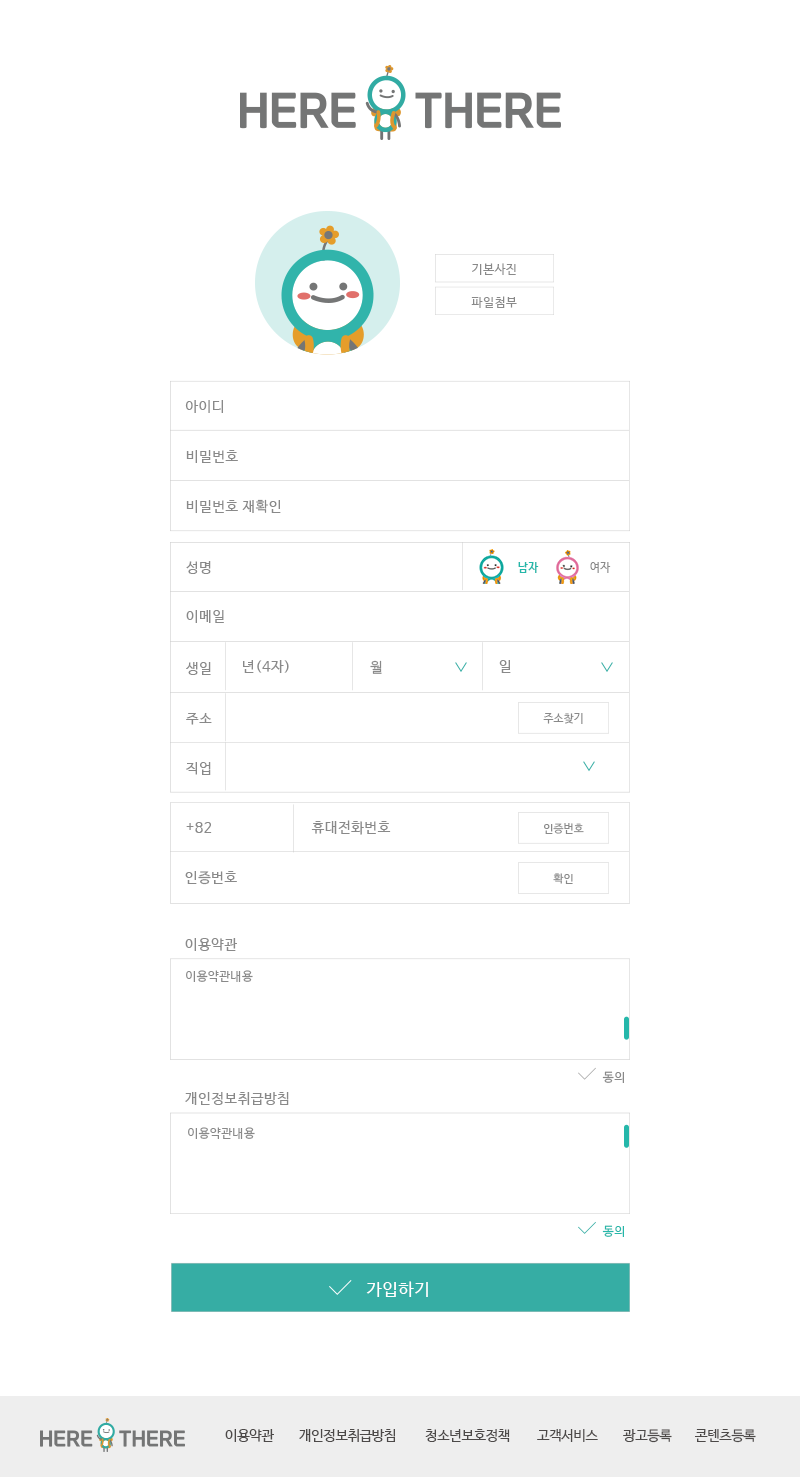 HERE THERE
기본사진
파일첨부
아이디
비밀번호
비밀번호 재확인
성명 남자 여자
이메일
생일 년(4자) 월 일
주소 주소찾기
직업
+82 휴대전화번호 인증번호
인증번호 확인
이용약관
이용약관내용
동의
개인정보취급방침
이용약관내용
동의
가입하기
HERE THERE 이용약관 개인정보취급방침 청소년보호정책 고객서비스 광고등록 콘텐츠등록